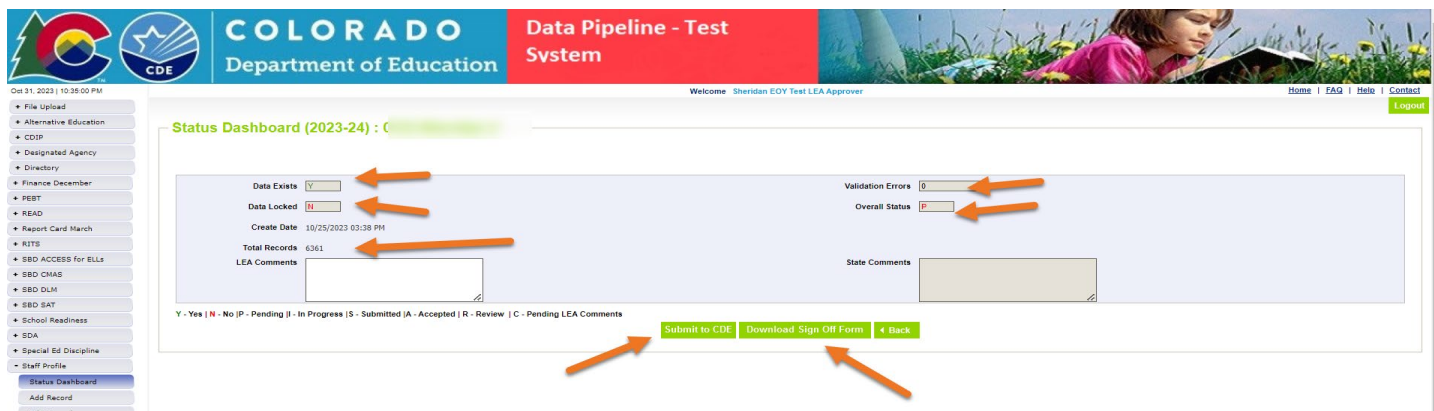 COLORADO
Department of Education
CDE
TM
Data Pipeline - Test
System
Oct 31, 2023 | 10:35:00 PM
Welcome Sheridan EOY Test LEA Approver
Home | FAQ | Help | Contact
Logout
+ File Upload
+ Alternative Education
+ CDIP
+ Designated Agency
+ Directory
+ Finance December
+ PEBT
+ READ
+ Report Card March
+ RITS
+ SBD ACCESS for ELLs
+ SBD CMAS
+ SBD DLM
+ SBD SAT
+ School Readiness
+ SDA
+ Special Ed Discipline
- Staff Profile
Status Dashboard
Add Record
Status Dashboard (2023-24) :
Data Exists Y
Validation Errors 0
Data Locked N
Overall Status P
Create Date 10/25/2023 03:38 PM
Total Records 6361
LEA Comments
State Comments
Y - Yes | N - No |P - Pending |I - In Progress |S - Submitted |A - Accepted | R - Review | C - Pending LEA Comments
Submit to CDE
Download Sign Off Form
Back